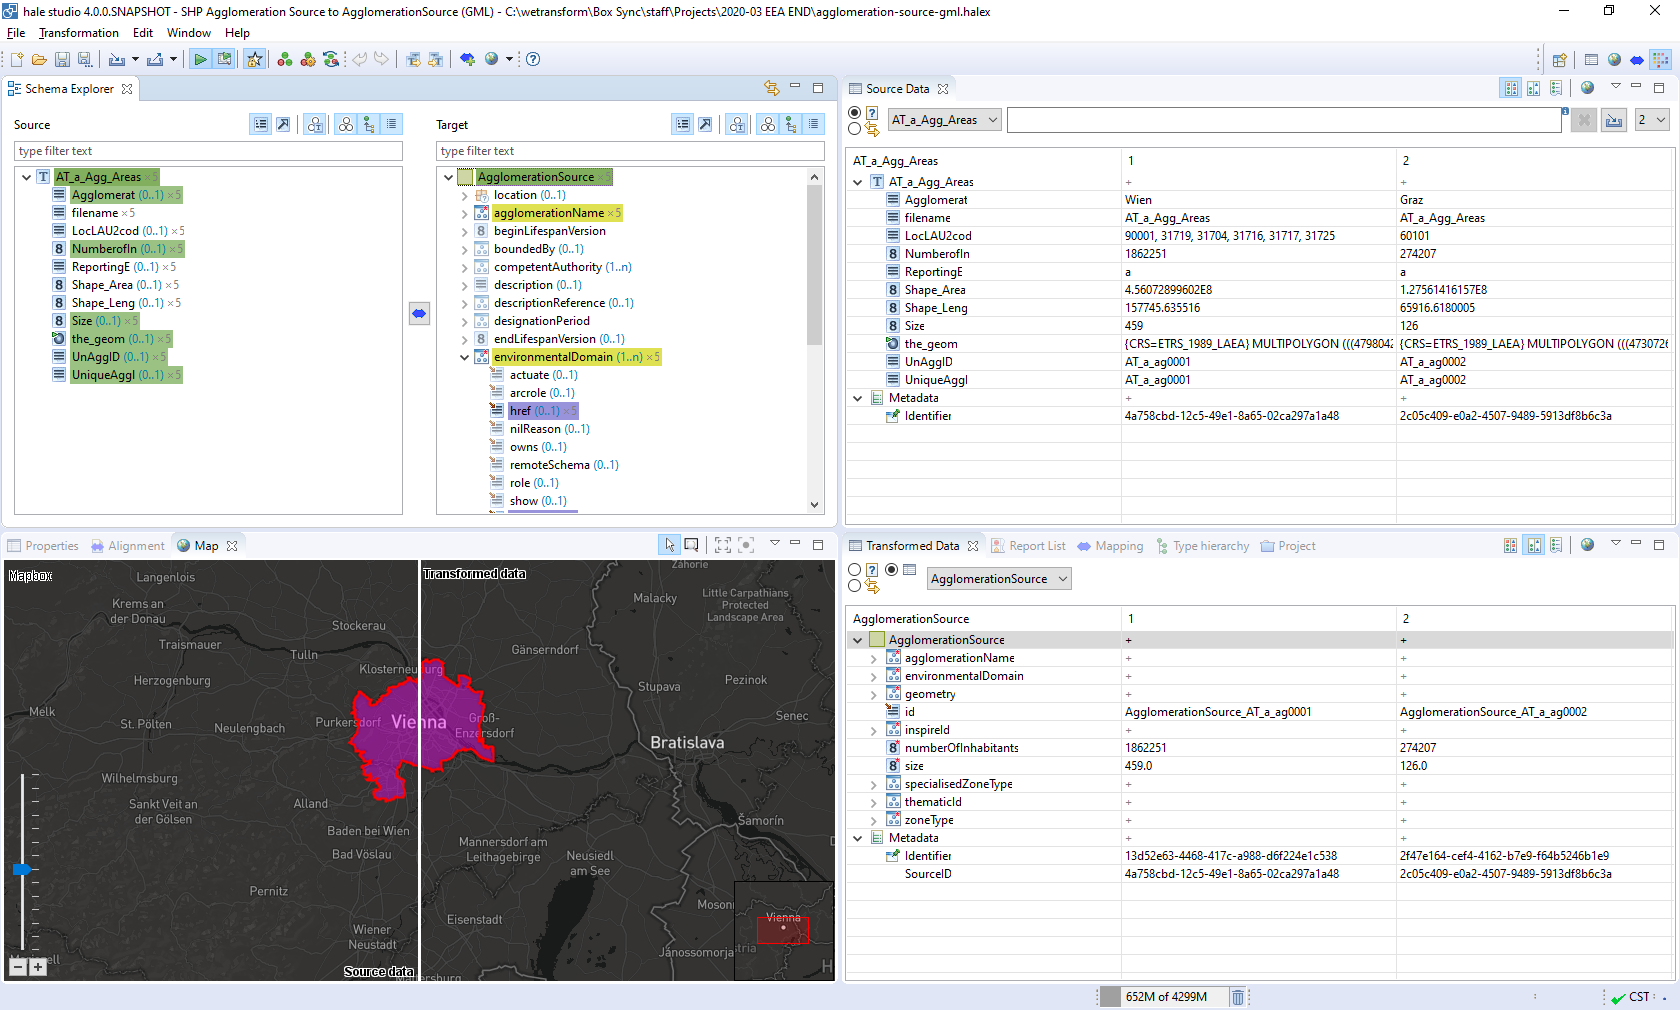 hale studio 4.0.0.SNAPSHOT - SHP Agglomeration Source to AgglomerationSource (GML) - C:\wetransform\Box Sync\staff\Projects\2020-03 EEA END\agglomeration-source-gml.halex
File Transformation Edit Window Help
Schema Explorer
Source
type filter text
AT_a_Agg_Areas ×5
Agglomerat (0..1) ×5
filename ×5
LocLAU2cod (0..1) ×5
NumberofIn (0..1) ×5
ReportingE (0..1) ×5
Shape_Area (0..1) ×5
Shape_Leng (0..1) ×5
Size (0..1) ×5
the_geom (0..1) ×5
UnAggID (0..1) ×5
UniqueAggI (0..1) ×5
Target
type filter text
AgglomerationSource ×5
location (0..1)
agglomerationName ×5
beginLifespanVersion
boundedBy (0..1)
competentAuthority (1..n)
description (0..1)
descriptionReference (0..1)
designationPeriod
endLifespanVersion (0..1)
environmentalDomain (1..n) ×5
actuate (0..1)
arcrole (0..1)
href (0..1) ×5
nilReason (0..1)
owns (0..1)
remoteSchema (0..1)
role (0..1)
show (0..1)
Source Data
AT_a_Agg_Areas
2
AT_a_Agg_Areas 1 2
AT_a_Agg_Areas + +
Agglomerat Wien Graz
filename AT_a_Agg_Areas AT_a_Agg_Areas
LocLAU2cod 90001, 31719, 31704, 31716, 31717, 31725 60101
NumberofIn 1862251 274207
ReportingE a a
Shape_Area 4.56072899602E8 1.27561416157E8
Shape_Leng 157745.635516 65916.6180005
Size 459 126
the_geom {CRS=ETRS_1989_LAEA} MULTIPOLYGON (((4798042 {CRS=ETRS_1989_LAEA} MULTIPOLYGON (((4730726
UnAggID AT_a_ag0001 AT_a_ag0002
UniqueAggI AT_a_ag0001 AT_a_ag0002
Metadata + +
Identifier 4a758cbd-12c5-49e1-8a65-02ca297a1a48 2c05c409-e0a2-4507-9489-5913df8b6c3a
Properties Alignment Map
Mapbox
Transformed data
Langenlois
Krems an
der Donau
Stockerau
Traismauer
Tulln
Klosterneuburg
Herzogenburg
Melk
St. Pölten
Neulengbach
Purkersdorf
Vienna
Groß-
Enzersdorf
Wilhelmsburg
Sankt Veit an
der Gölsen
Alland
Baden bei Wien
Bad Vöslau
Pernitz
Wiener
Neustadt
Záhorie
Malacky
Little Carpathians
Protected
Landscape Area
Gänserndorf
Stupava
Pezinok
Senec
Bratislava
Šamorín
Mannersdorf am
Leithagebirge
Neusiedl
am See
Eisenstadt
Moson
Jánossomorja
Vienna
Source data
Transformed Data Report List Mapping Type hierarchy Project
AgglomerationSource
AgglomerationSource 1 2
AgglomerationSource + +
agglomerationName + +
environmentalDomain + +
geometry + +
id AgglomerationSource_AT_a_ag0001 AgglomerationSource_AT_a_ag0002
inspireId + +
numberOfInhabitants 1862251 274207
size 459.0 126.0
specialisedZoneType + +
thematicId + +
zoneType + +
Metadata + +
Identifier 13d52e63-4468-417c-a988-d6f224e1c538 2f47e164-cef4-4162-b7e9-f64b5246b1e9
SourceID 4a758cbd-12c5-49e1-8a65-02ca297a1a48 2c05c409-e0a2-4507-9489-5913df8b6c3a
652M of 4299M
CST